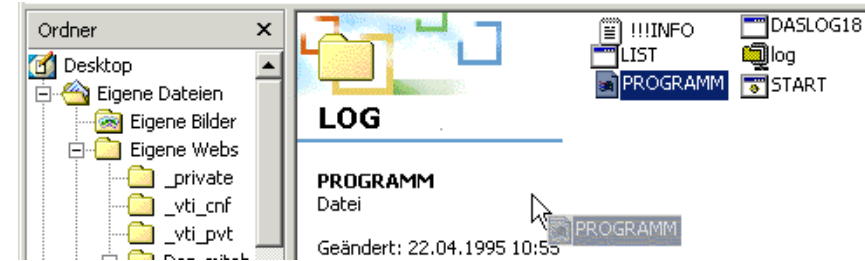 Ordner
Desktop
Eigene Dateien
Eigene Bilder
Eigene Webs
_private
_vti_cnf
_vti_pvt
LOG
PROGRAMM
Datei
Geändert: 22.04.1995 10:55
!!!INFO
DASLOG18
LIST
log
PROGRAMM
START
PROGRAMM